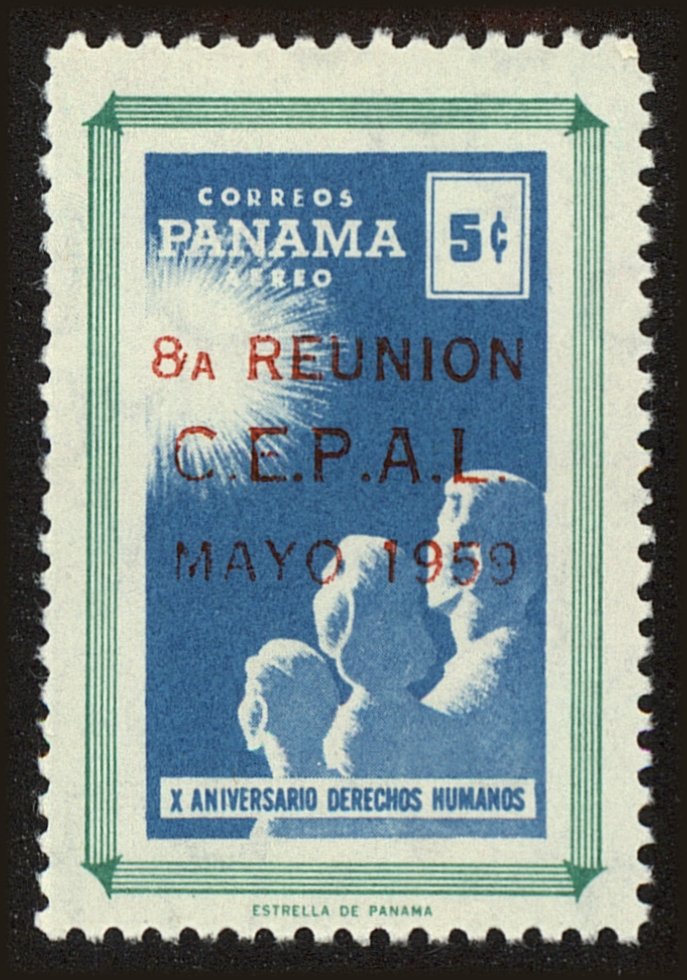 CORREOS
PANAMA
AEREO
5¢
8A REUNION
C.E.P.A.L.
MAYO 1959
X ANIVERSARIO DERECHOS HUMANOS
ESTRELLA DE PANAMA